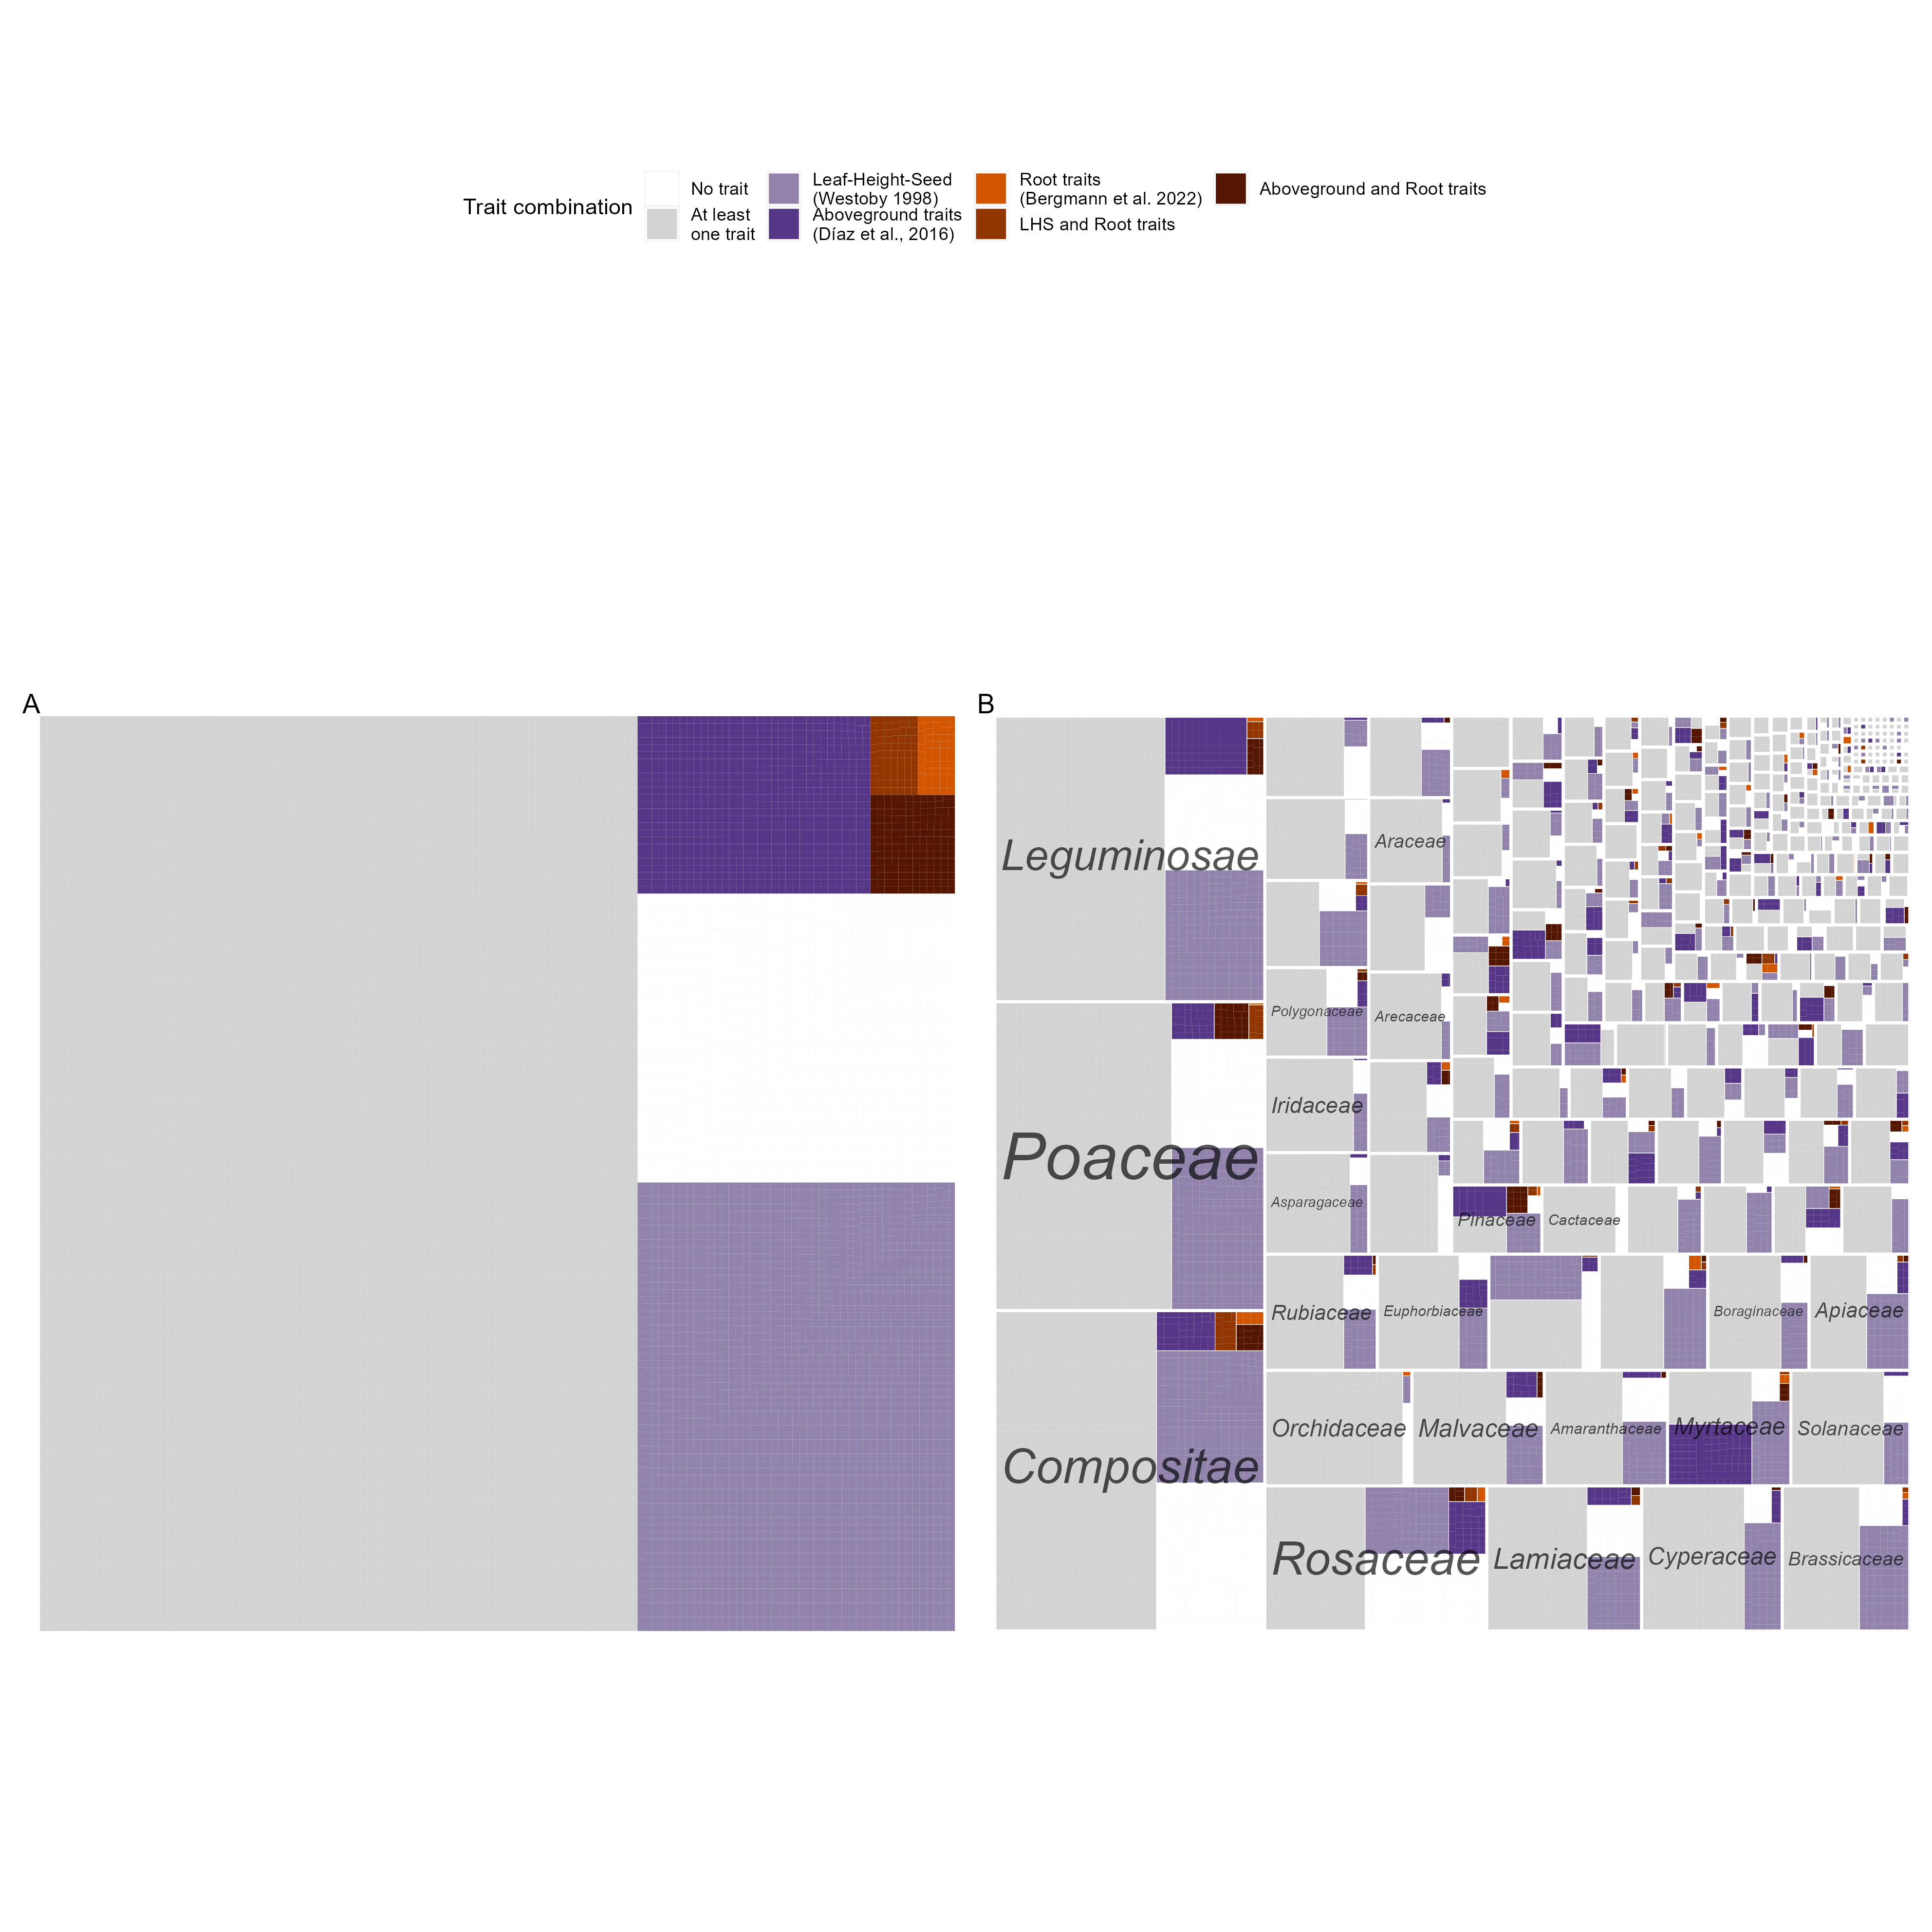 Trait combination
No trait
At least
one trait
Leaf-Height-Seed
(Westoby 1998)
Aboveground traits
(Díaz et al., 2016)
Root traits
(Bergmann et al. 2022)
LHS and Root traits
Aboveground and Root traits
A
B
Leguminosae
Poaceae
Compositae
Araceae
Polygonaceae
Arecaceae
Iridaceae
Asparagaceae
Pinaceae
Cactaceae
Rubiaceae
Euphorbiaceae
Boraginaceae
Apiaceae
Orchidaceae
Malvaceae
Amaranthaceae
Myrtaceae
Solanaceae
Rosaceae
Lamiaceae
Cyperaceae
Brassicaceae